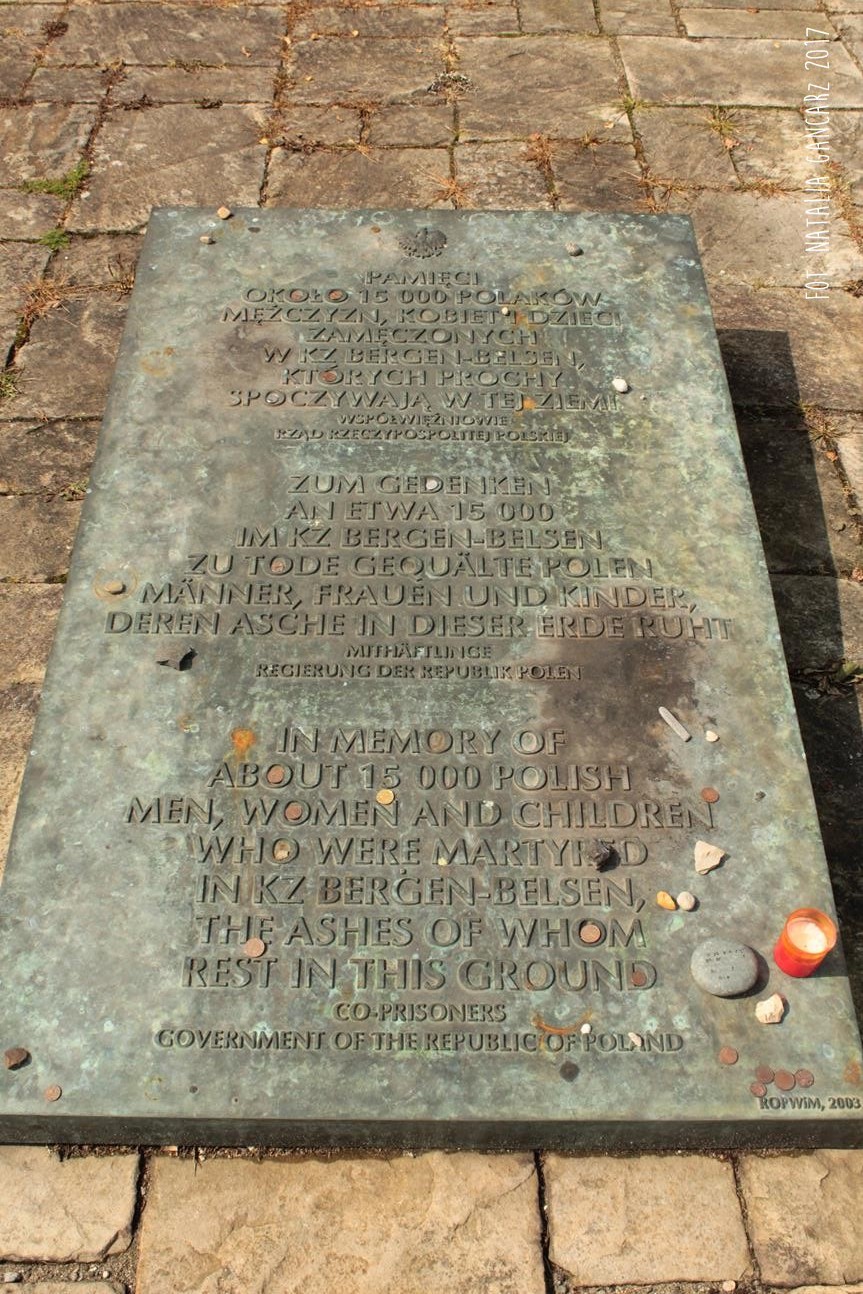 PAMIĘCI
OKOŁO 15 000 POLAKÓW
MĘŻCZYZN, KOBIET I DZIECI
ZAMĘCZONYCH
W KZ BERGEN-BELSEN,
KTÓRYCH PROCHY
SPOCZYWAJĄ W TEJ ZIEMI
WSPÓŁWIĘŹNIOWIE
RZĄD RZECZYPOSPOLITEJ POLSKIEJ
ZUM GEDENKEN
AN ETWA 15 000
IM KZ BERGEN-BELSEN
ZU TODE GEQUÄLTE POLEN
MÄNNER, FRAUEN UND KINDER,
DEREN ASCHE IN DIESER ERDE RUHT
MITHÄFTLINGE
REGIERUNG DER REPUBLIK POLEN
IN MEMORY OF
ABOUT 15 000 POLISH
MEN, WOMEN AND CHILDREN
WHO WERE MARTYRED
IN KZ BERGEN-BELSEN,
THE ASHES OF WHOM
REST IN THIS GROUND
CO-PRISONERS
GOVERNMENT OF THE REPUBLIC OF POLAND
ROPWiM, 2003
FOT. NATALIA GANCARZ 2017